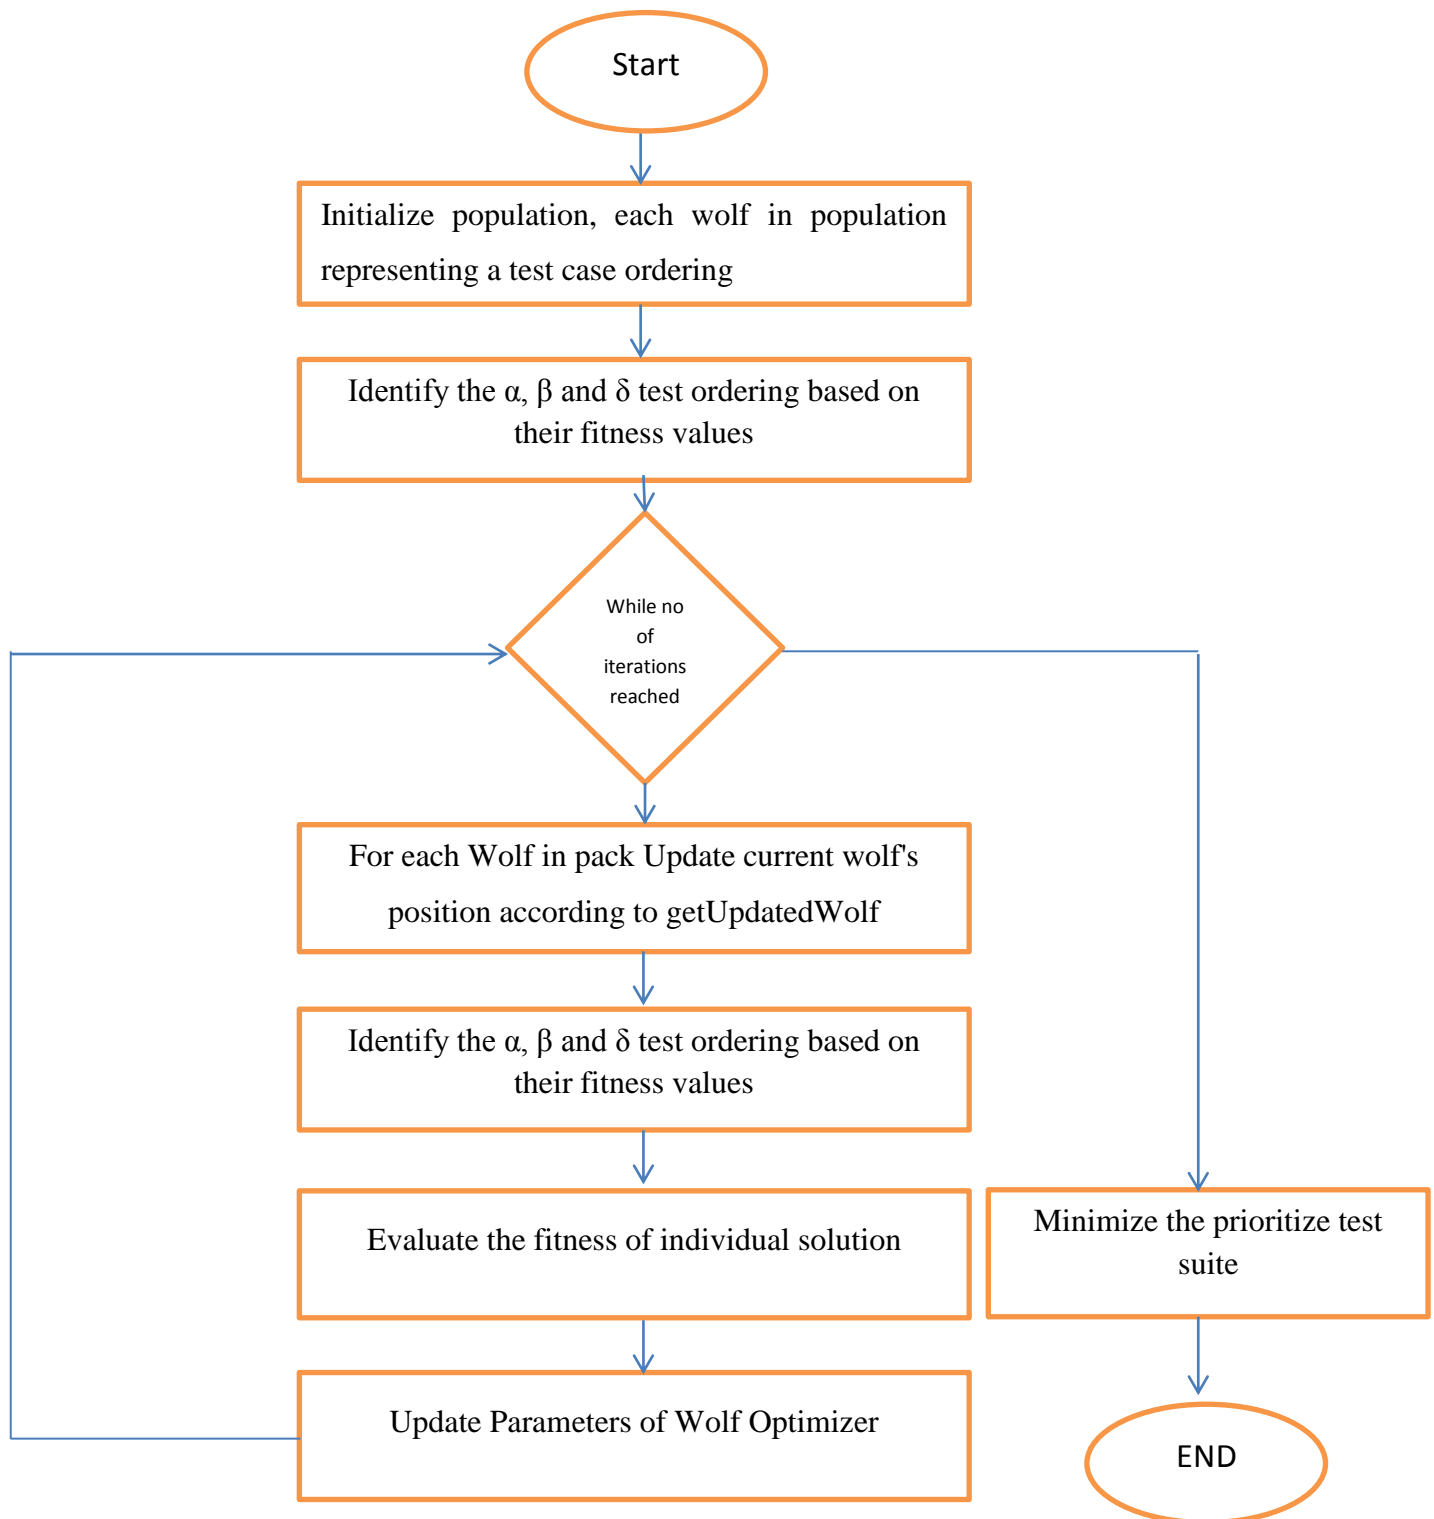 Start
Initialize population, each wolf in population
representing a test case ordering
Identify the α, β and δ test ordering based on
their fitness values
While no
of
iterations
reached
For each Wolf in pack Update current wolf's
position according to getUpdatedWolf
Identify the α, β and δ test ordering based on
their fitness values
Evaluate the fitness of individual solution
Minimize the prioritize test
suite
Update Parameters of Wolf Optimizer
END